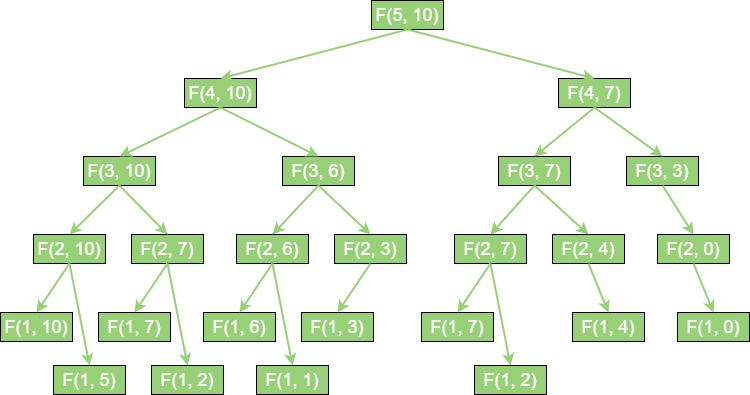 F(5, 10)
F(4, 10)
F(4, 7)
F(3, 10)
F(3, 6)
F(3, 7)
F(3, 3)
F(2, 10)
F(2, 7)
F(2, 6)
F(2, 3)
F(2, 7)
F(2, 4)
F(2, 0)
F(1, 10)
F(1, 7)
F(1, 6)
F(1, 3)
F(1, 7)
F(1, 4)
F(1, 0)
F(1, 5)
F(1, 2)
F(1, 1)
F(1, 2)